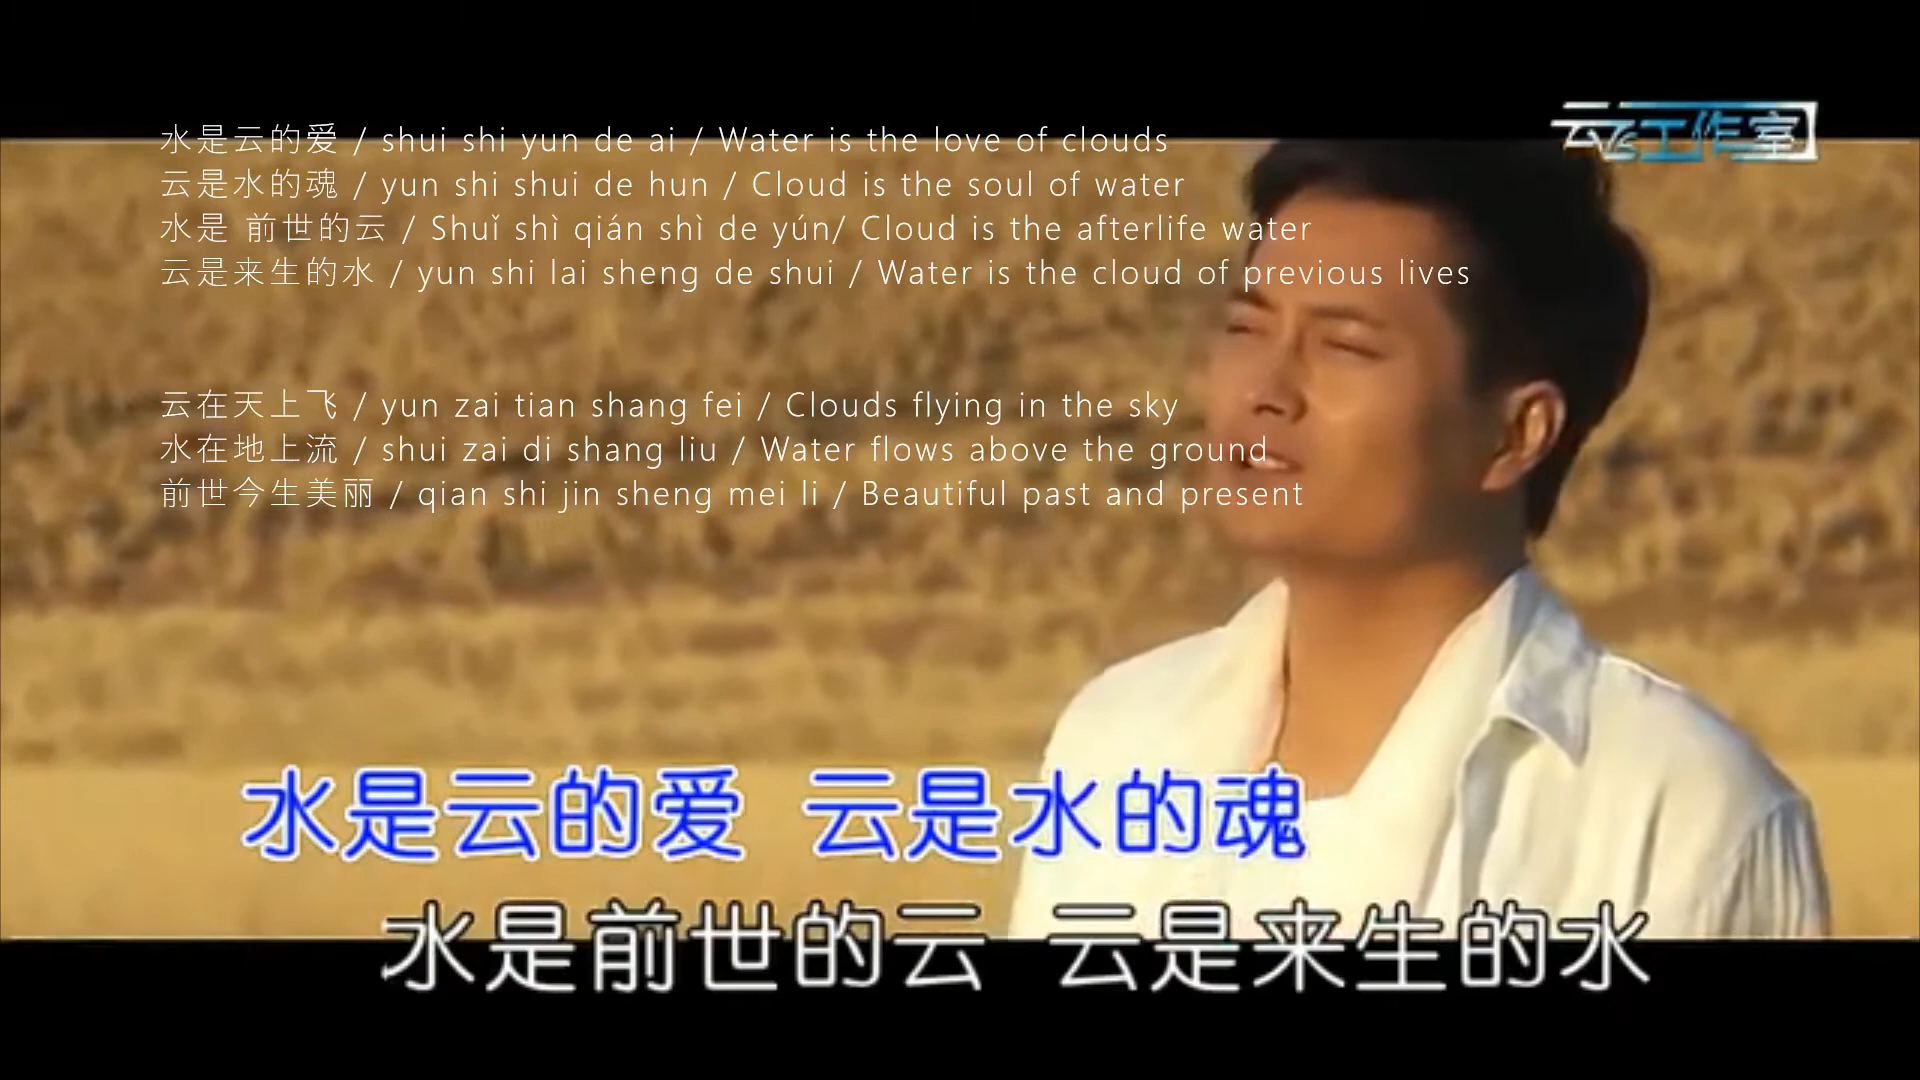 水是云的爱 / shui shi yun de ai / Water is the love of clouds
云是水的魂 / yun shi shui de hun / Cloud is the soul of water
水是 前世的云 / Shuǐ shì qián shì de yún/ Cloud is the afterlife water
云是来生的水 / yun shi lai sheng de shui / Water is the cloud of previous lives
云在天上飞 / yun zai tian shang fei / Clouds flying in the sky
水在地上流 / shui zai di shang liu / Water flows above the ground
前世今生美丽 / qian shi jin sheng mei li / Beautiful past and present
水是云的爱 云是水的魂
水是前世的云 云是来生的水
工作室